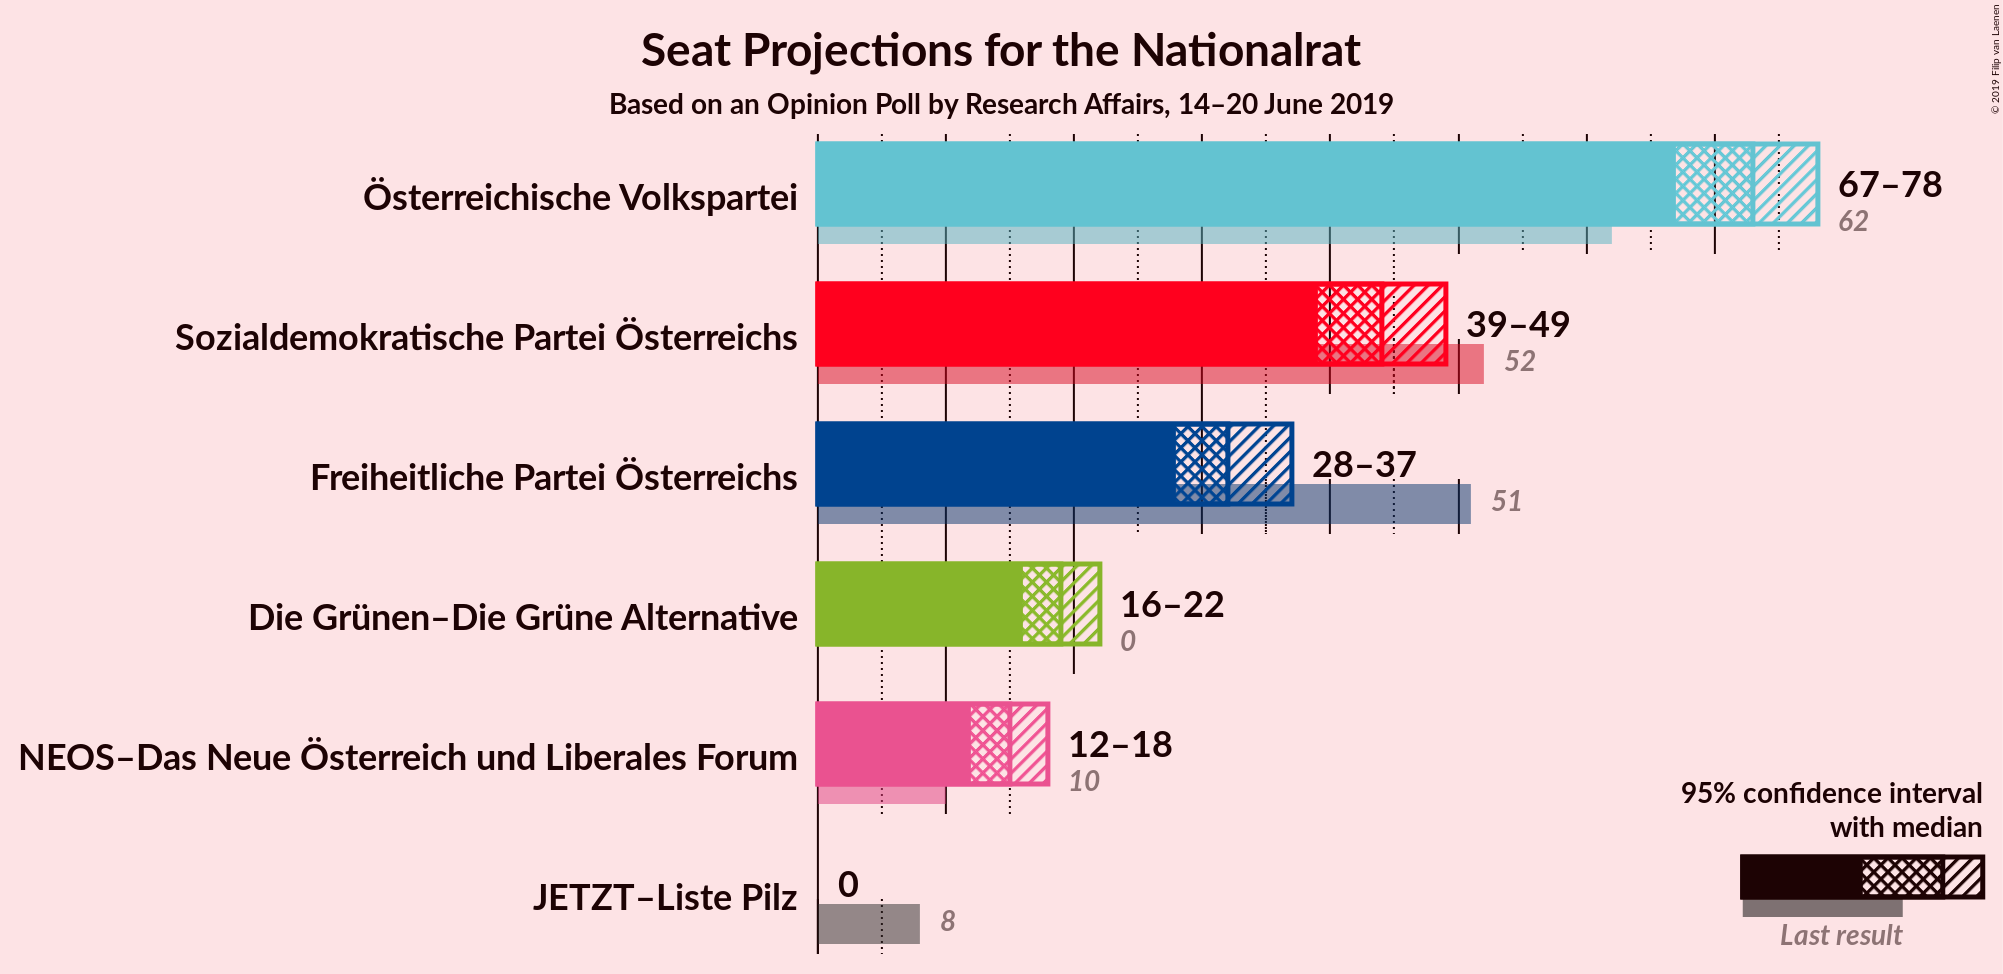 Seat Projections for the Nationalrat
Based on an Opinion Poll by Research Affairs, 14–20 June 2019
© 2019 Filip van Laenen
Österreichische Volkspartei
67–78
62
Sozialdemokratische Partei Österreichs
39–49
52
Freiheitliche Partei Österreichs
28–37
51
Die Grünen–Die Grüne Alternative
16–22
0
NEOS–Das Neue Österreich und Liberales Forum
12–18
10
JETZT–Liste Pilz
0
8
95% confidence interval
with median
Last result